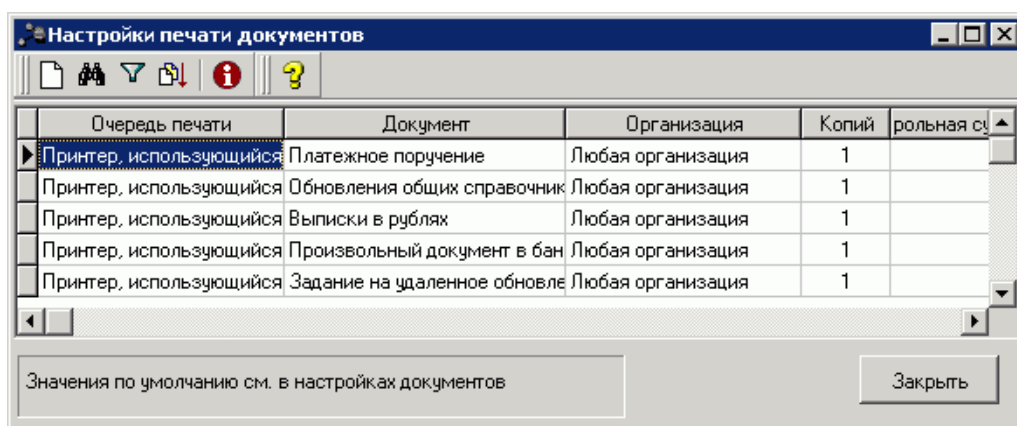 Настройки печати документов
Очередь печати Документ Организация Копий рольная су
Принтер, использующийся Платежное поручение Любая организация 1
Принтер, использующийся Обновления общих справочник Любая организация 1
Принтер, использующийся Выписки в рублях Любая организация 1
Принтер, использующийся Произвольный документ в бан Любая организация 1
Принтер, использующийся Задание на удаленное обновле Любая организация 1
Значения по умолчанию см. в настройках документов
Закрыть